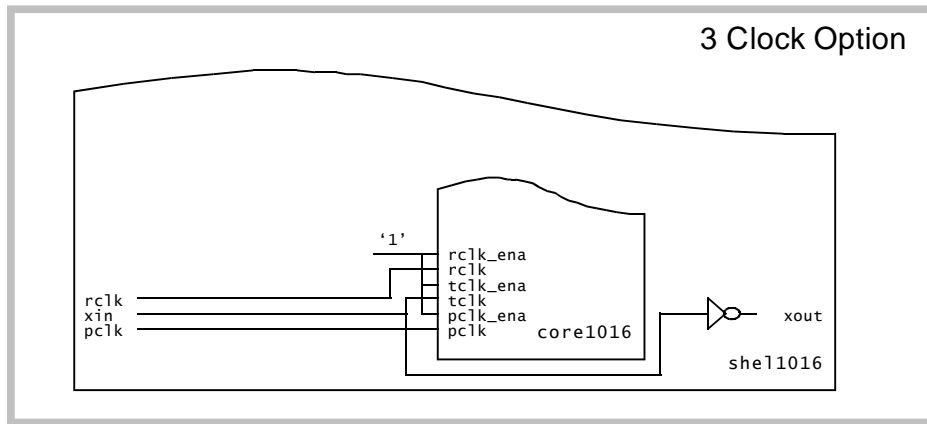 3 Clock Option
‘1’
rclk_ena
rclk
tclk_ena
tclk
pclk_ena
pclk
core1016
rclk
xin
pclk
xout
shel1016